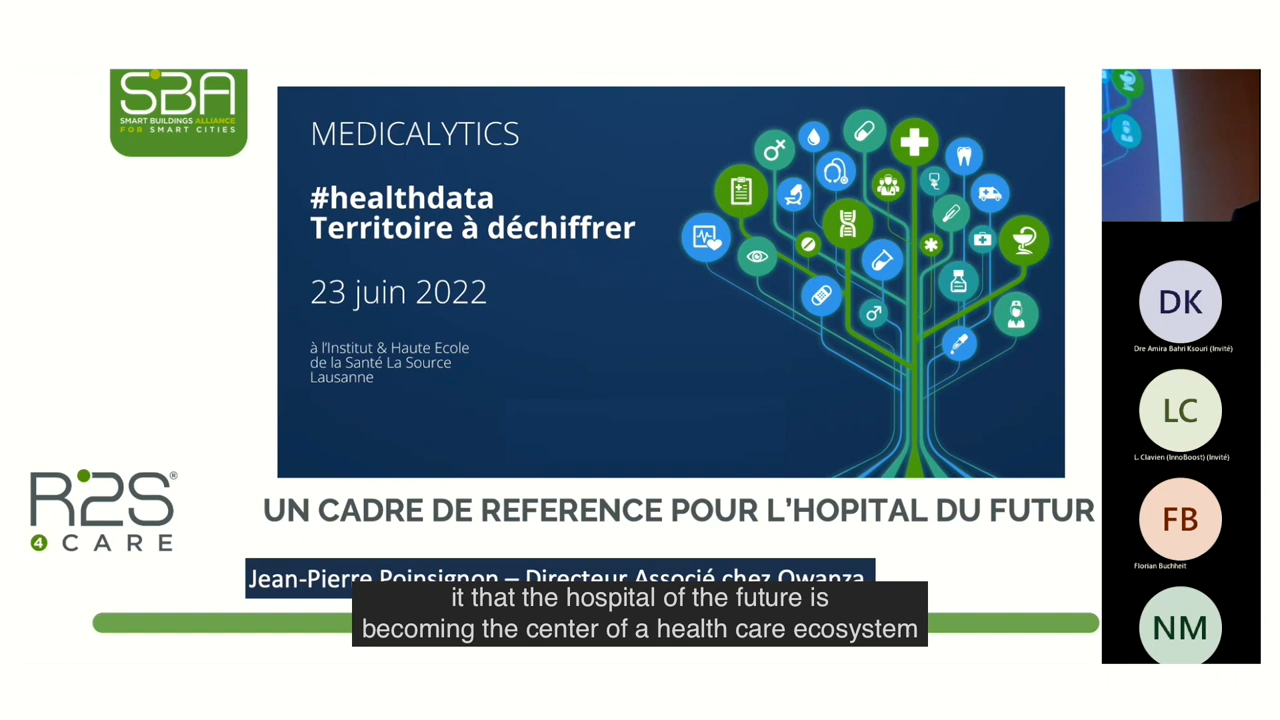 SBA
SMART BUILDINGS ALLIANCE
FOR SMART CITIES
MEDICALYTICS
#healthdata
Territoire à déchiffrer
23 juin 2022
à l'Institut & Haute Ecole
de la Santé La Source
Lausanne
R2S®
4 CARE
UN CADRE DE REFERENCE POUR L'HOPITAL DU FUTUR
Jean-Pierre Poinsignon – Directeur Associé chez Owanza
it that the hospital of the future is
becoming the center of a health care ecosystem
DK
Dre Amira Bahri Ksouri (Invité)
LC
L. Clavien (InnoBoost) (Invité)
FB
Florian Buchheit
NM